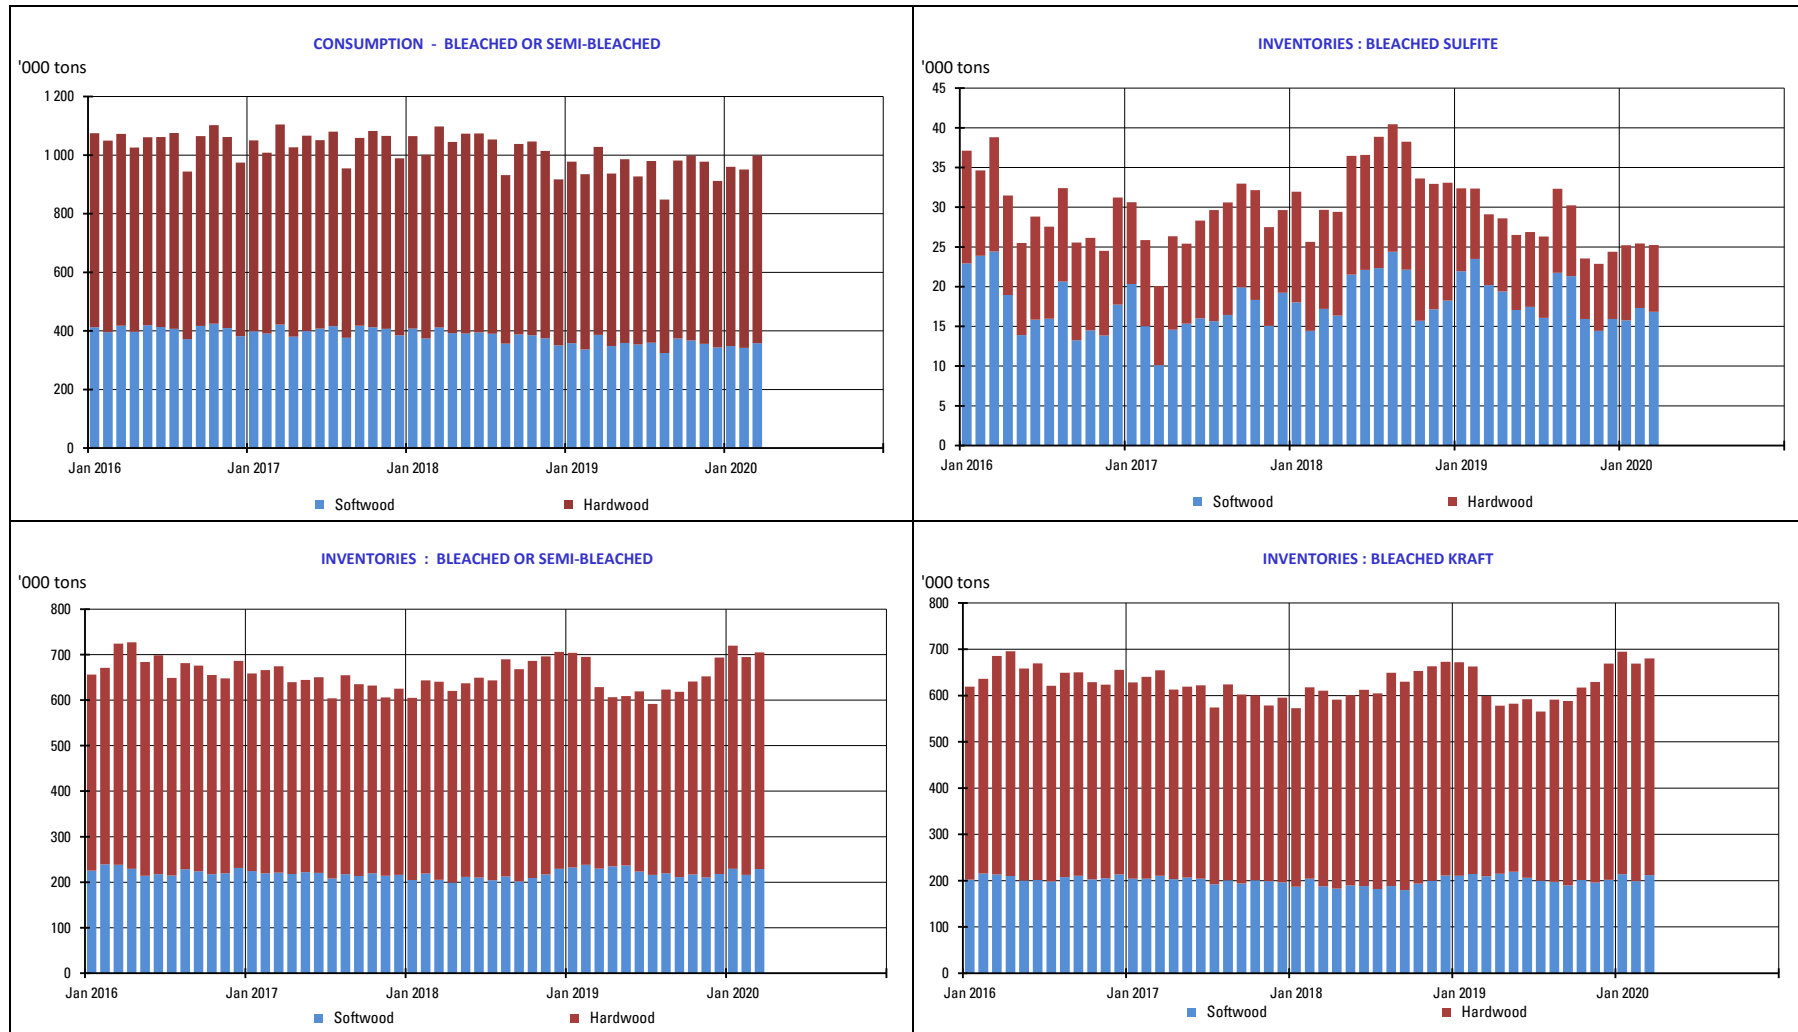 CONSUMPTION - BLEACHED OR SEMI-BLEACHED
'000 tons
1 200
1 000
800
600
400
200
0
Jan 2016 Jan 2017 Jan 2018 Jan 2019 Jan 2020
Softwood Hardwood
INVENTORIES : BLEACHED SULFITE
'000 tons
45
40
35
30
25
20
15
10
5
0
Jan 2016 Jan 2017 Jan 2018 Jan 2019 Jan 2020
Softwood Hardwood
INVENTORIES : BLEACHED OR SEMI-BLEACHED
'000 tons
800
700
600
500
400
300
200
100
0
Jan 2016 Jan 2017 Jan 2018 Jan 2019 Jan 2020
Softwood Hardwood
INVENTORIES : BLEACHED KRAFT
'000 tons
800
700
600
500
400
300
200
100
0
Jan 2016 Jan 2017 Jan 2018 Jan 2019 Jan 2020
Softwood Hardwood